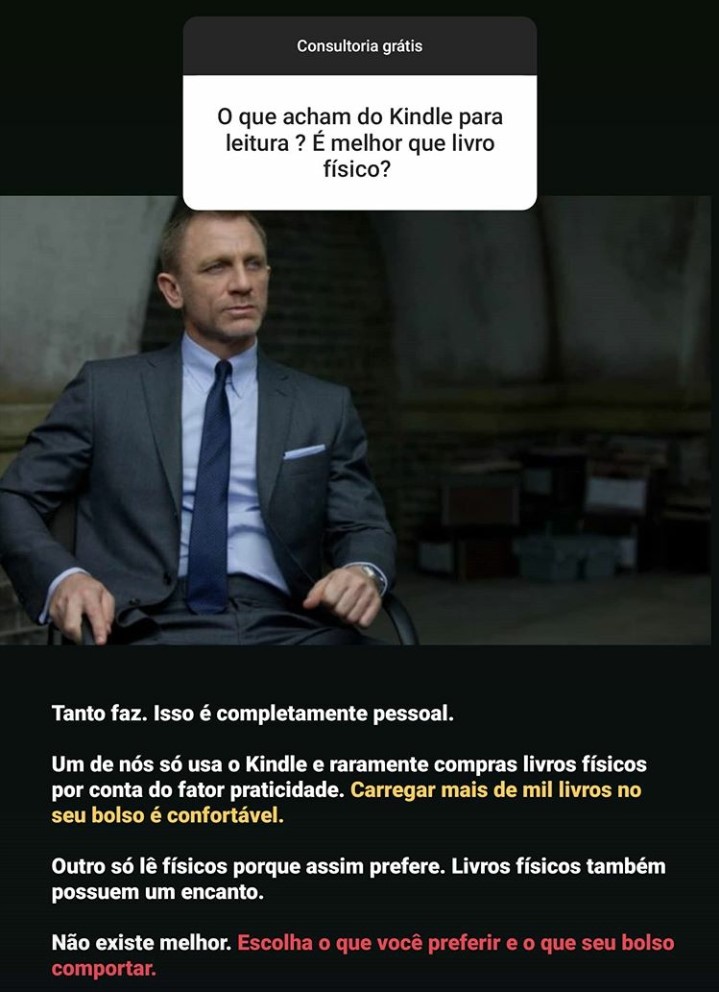 Consultoria grátis
O que acham do Kindle para
leitura ? É melhor que livro
físico?
Tanto faz. Isso é completamente pessoal.
Um de nós só usa o Kindle e raramente compras livros físicos
por conta do fator praticidade. Carregar mais de mil livros no
seu bolso é confortável.
Outro só lê físicos porque assim prefere. Livros físicos também
possuem um encanto.
Não existe melhor. Escolha o que você preferir e o que seu bolso
comportar.